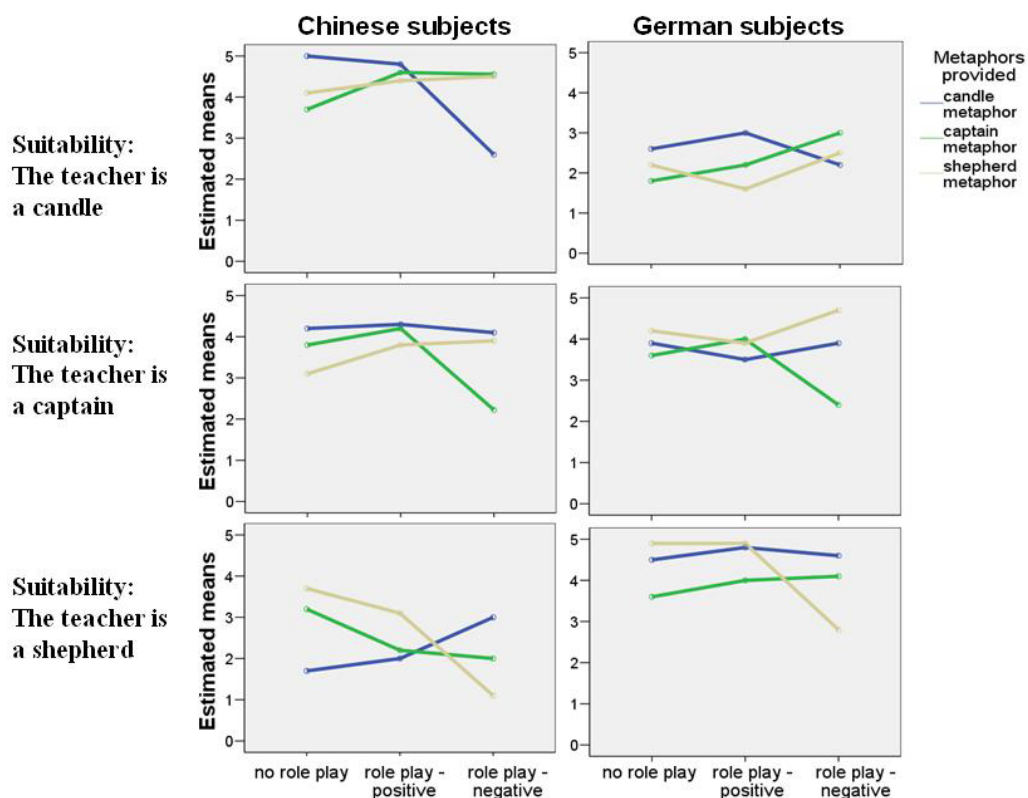 Chinese subjects
German subjects
Metaphors
provided
candle
metaphor
captain
metaphor
shepherd
metaphor
Suitability:
The teacher is
a candle
Estimated means
5
4
3
2
1
0
5
4
3
2
1
0
Suitability:
The teacher is
a captain
Estimated means
5
4
3
2
1
0
5
4
3
2
1
0
Suitability:
The teacher is
a shepherd
Estimated means
5
4
3
2
1
0
5
4
3
2
1
0
no role play
role play -
positive
role play -
negative
no role play
role play -
positive
role play -
negative